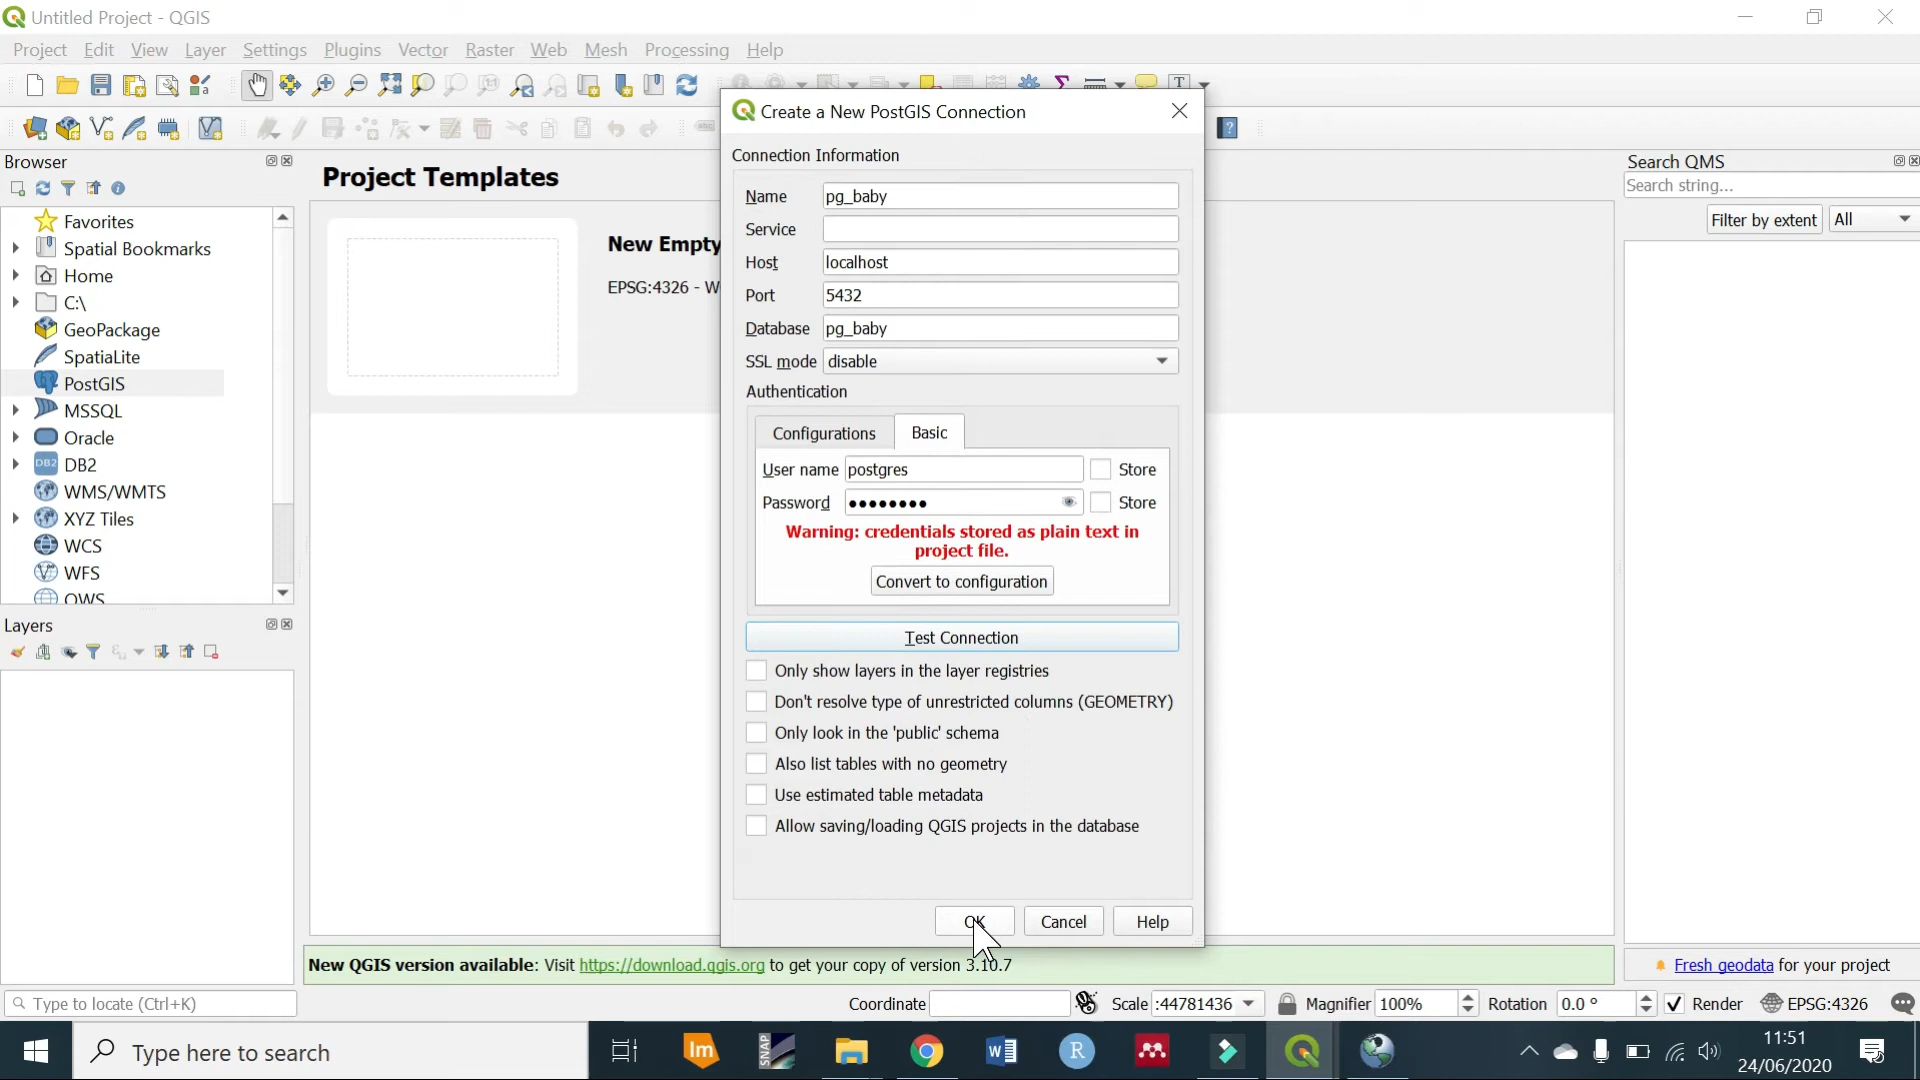 Untitled Project - QGIS
Project Edit View Layer Settings Plugins Vector Raster Web Mesh Processing Help
Browser
Favorites
Spatial Bookmarks
Home
C:\
GeoPackage
SpatiaLite
PostGIS
MSSQL
Oracle
DB2
WMS/WMTS
XYZ Tiles
WCS
WFS
OWS
Layers
Project Templates
New Empty
EPSG:4326 - W
Create a New PostGIS Connection
Connection Information
Name pg_baby
Service
Host localhost
Port 5432
Database pg_baby
SSL mode disable
Authentication
Configurations Basic
User name postgres Store
Password Store
Warning: credentials stored as plain text in
project file.
Convert to configuration
Test Connection
Only show layers in the layer registries
Don't resolve type of unrestricted columns (GEOMETRY)
Only look in the 'public' schema
Also list tables with no geometry
Use estimated table metadata
Allow saving/loading QGIS projects in the database
OK Cancel Help
Search QMS
Search string...
Filter by extent All
New QGIS version available: Visit https://download.qgis.org to get your copy of version 3.10.7
Fresh geodata for your project
Type to locate (Ctrl+K) Coordinate Scale :44781436 Magnifier 100% Rotation 0.0 ° Render EPSG:4326
Type here to search
Im
SNAP
R
11:51
24/06/2020